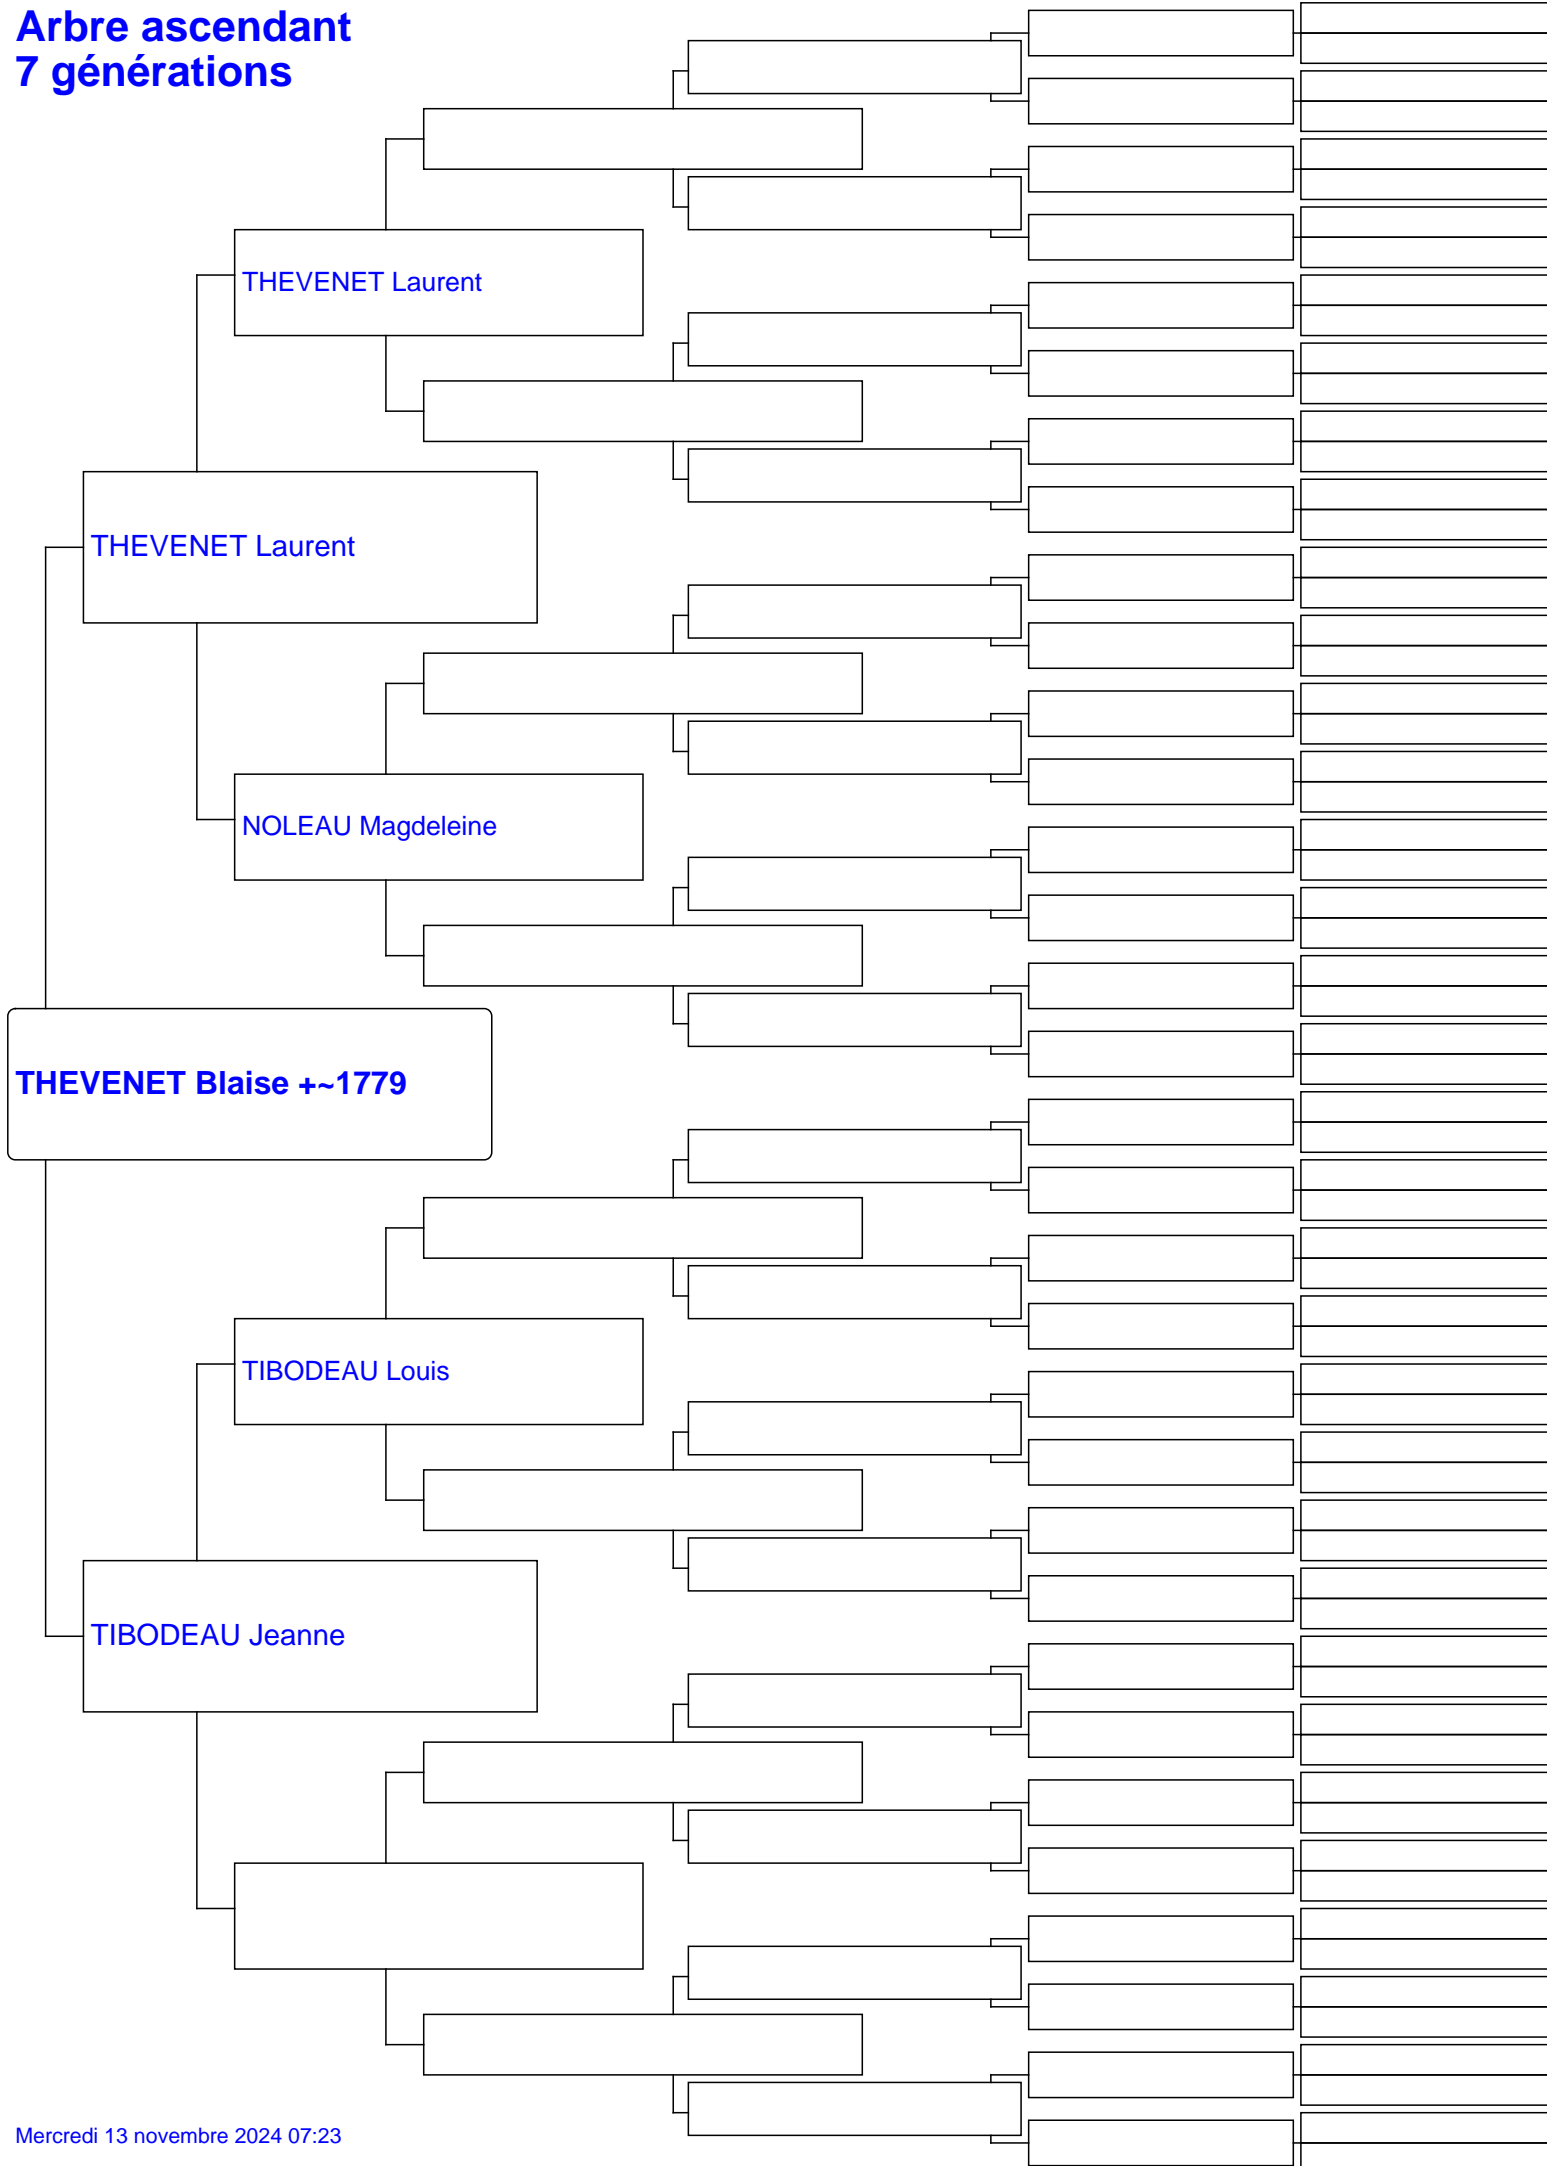 Arbre ascendant
7 générations
THEVENET Laurent
THEVENET Laurent
NOLEAU Magdeleine
THEVENET Blaise +~1779
TIBODEAU Louis
TIBODEAU Jeanne
Mercredi 13 novembre 2024 07:23